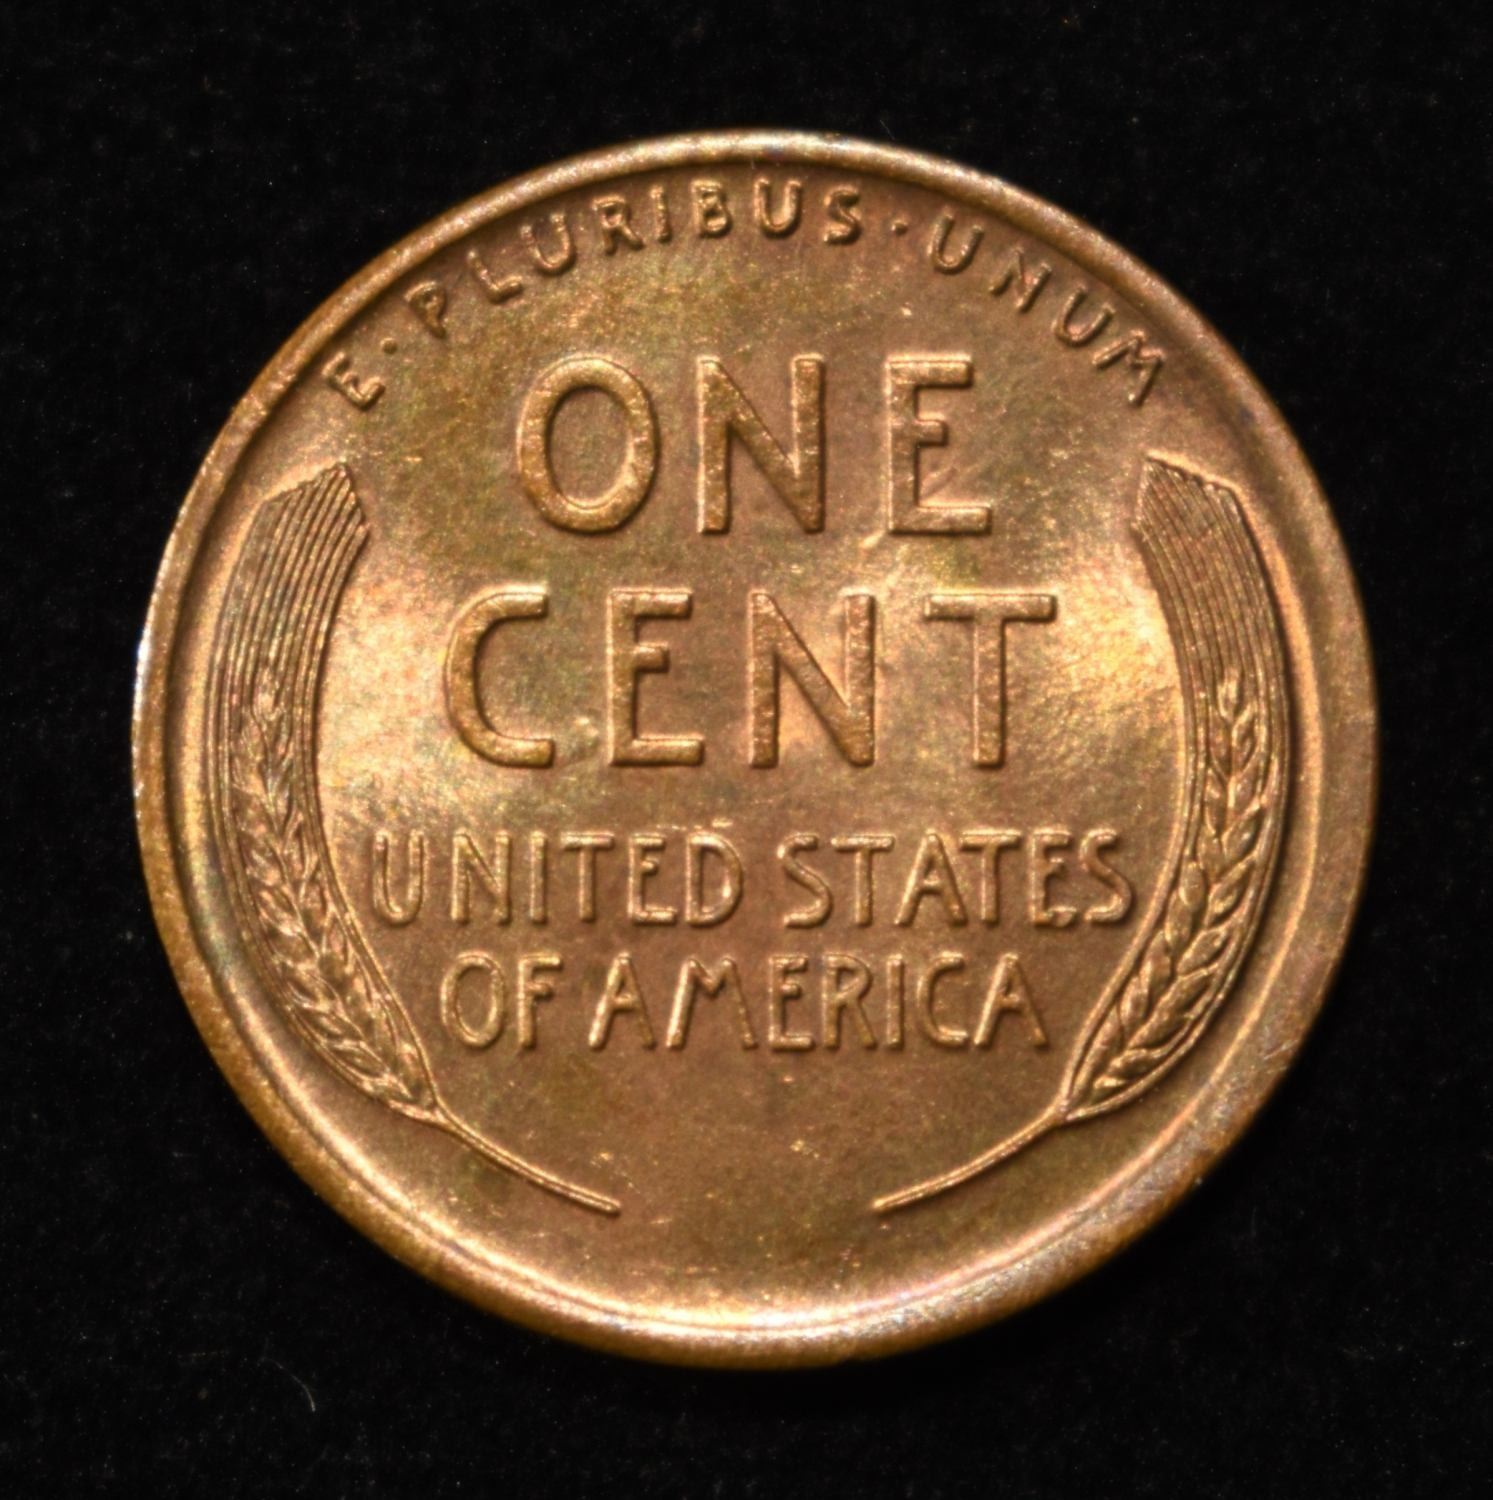 E·PLURIBUS·UNUM
ONE
CENT
UNITED STATES
OF AMERICA